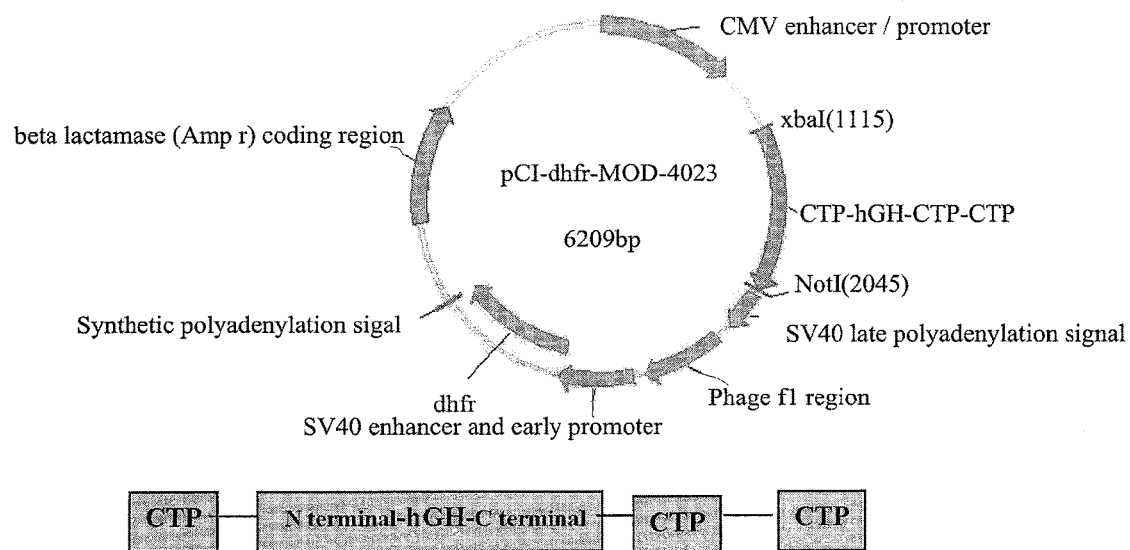 CMV enhancer / promoter
xbaI(1115)
beta lactamase (Amp r) coding region
pCI-dhfr-MOD-4023
6209bp
CTP-hGH-CTP-CTP
NotI(2045)
Synthetic polyadenylation sigal
SV40 late polyadenylation signal
Phage f1 region
dhfr
SV40 enhancer and early promoter
CTP
N terminal-hGH-C terminal
CTP
CTP